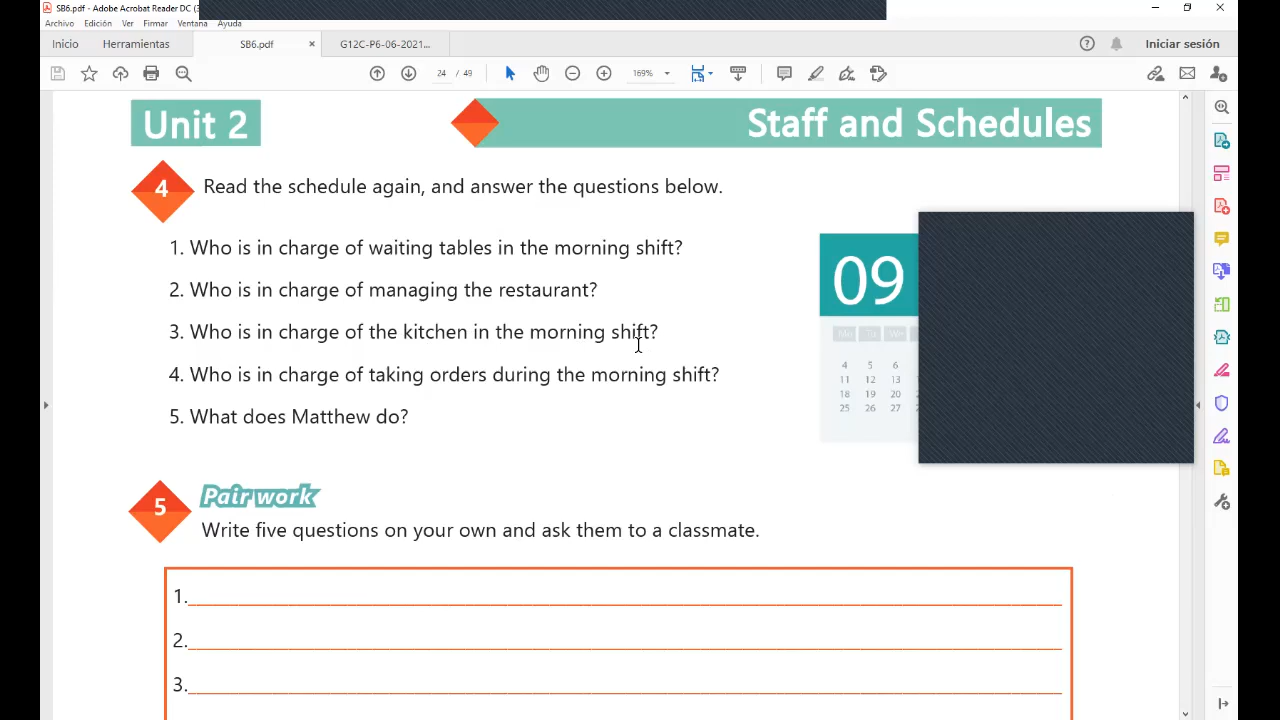 SB6.pdf - Adobe Acrobat Reader DC (3
Archivo Edición Ver Firmar Ventana Ayuda
Inicio Herramientas SB6.pdf × G12C-P6-06-2021... Iniciar sesión
24 / 49 169%
Unit 2
Staff and Schedules
4 Read the schedule again, and answer the questions below.
1. Who is in charge of waiting tables in the morning shift?
2. Who is in charge of managing the restaurant?
3. Who is in charge of the kitchen in the morning shift?
4. Who is in charge of taking orders during the morning shift?
5. What does Matthew do?
09
Mo Tu We
4 5 6
11 12 13
18 19 20
25 26 27
5 Pair work
Write five questions on your own and ask them to a classmate.
1.
2.
3.